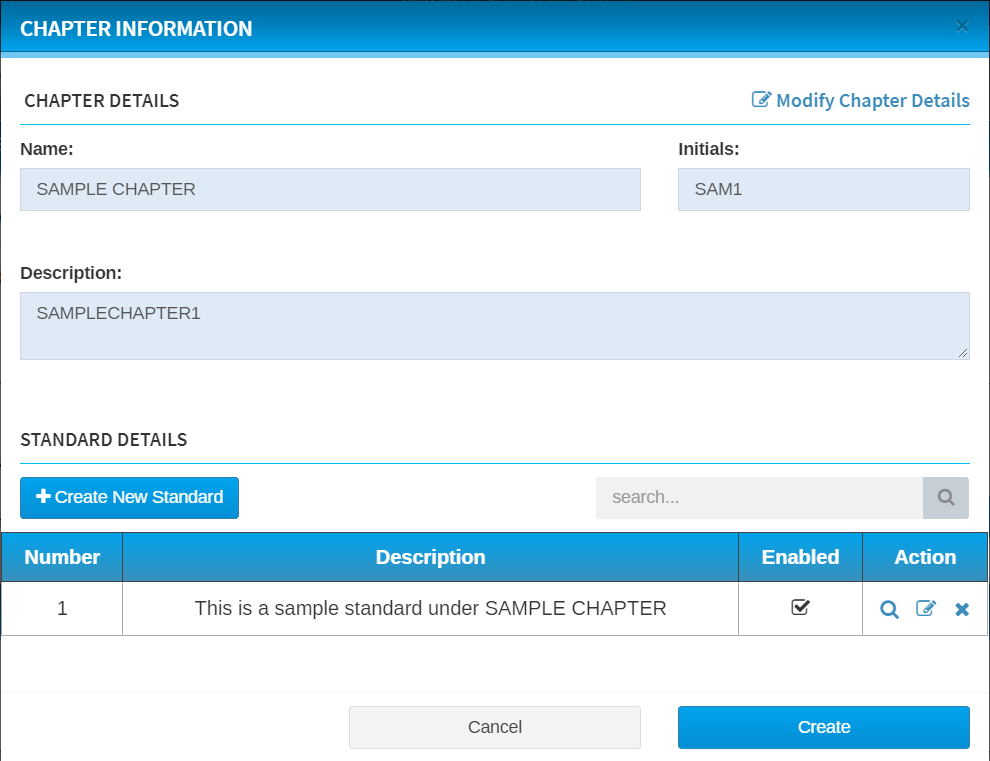 CHAPTER INFORMATION
CHAPTER DETAILS
Modify Chapter Details
Name:
Initials:
SAMPLE CHAPTER
SAM1
Description:
SAMPLECHAPTER1
STANDARD DETAILS
Create New Standard
search...
Number Description Enabled Action
1 This is a sample standard under SAMPLE CHAPTER
Cancel
Create